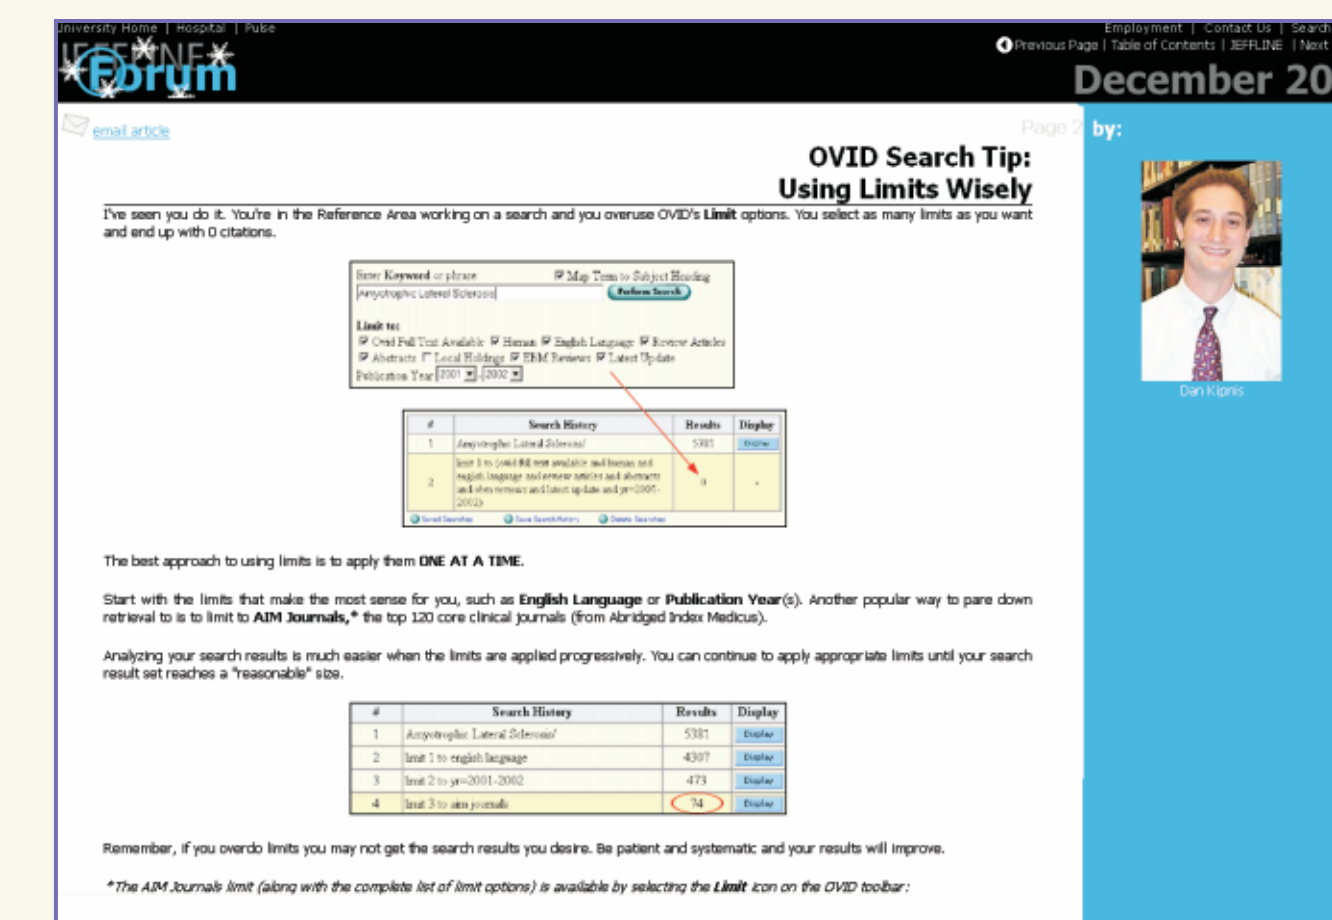 University Home | Hospital | Pulse
Employment | Contact Us | Search
Previous Page | Table of Contents | JEFFLINE | Next
JEFFLINE
Forum
December 20
email article
Page 2
by:
OVID Search Tip:
Using Limits Wisely
I've seen you do it. You're in the Reference Area working on a search and you overuse OVID's Limit options. You select as many limits as you want
and end up with 0 citations.
Enter Keyword or phrase
Map Term to Subject Heading
Amyotrophic Lateral Sclerosis
Perform Search
Limit to:
Ovid Full Text Available Human English Language Review Articles
Abstracts Local Holdings EBM Reviews Latest Update
Publication Year 2001 - 2002
Dan Kipnis
# Search History Results Display
1 Amyotrophic Lateral Sclerosis/ 5381 Display
limit 1 to (ovid full text available and human and
english language and review articles and abstracts
2 and ebm reviews and latest update and yr=2001- 0 -
2002)
Saved Searches Save Search History Delete Searches
The best approach to using limits is to apply them ONE AT A TIME.
Start with the limits that make the most sense for you, such as English Language or Publication Year(s). Another popular way to pare down
retrieval to is to limit to AIM Journals,* the top 120 core clinical journals (from Abridged Index Medicus).
Analyzing your search results is much easier when the limits are applied progressively. You can continue to apply appropriate limits until your search
result set reaches a "reasonable" size.
# Search History Results Display
1 Amyotrophic Lateral Sclerosis/ 5381 Display
2 limit 1 to english language 4307 Display
3 limit 2 to yr=2001-2002 473 Display
4 limit 3 to aim journals 74 Display
Remember, if you overdo limits you may not get the search results you desire. Be patient and systematic and your results will improve.
*The AIM Journals limit (along with the complete list of limit options) is available by selecting the Limit icon on the OVID toolbar: